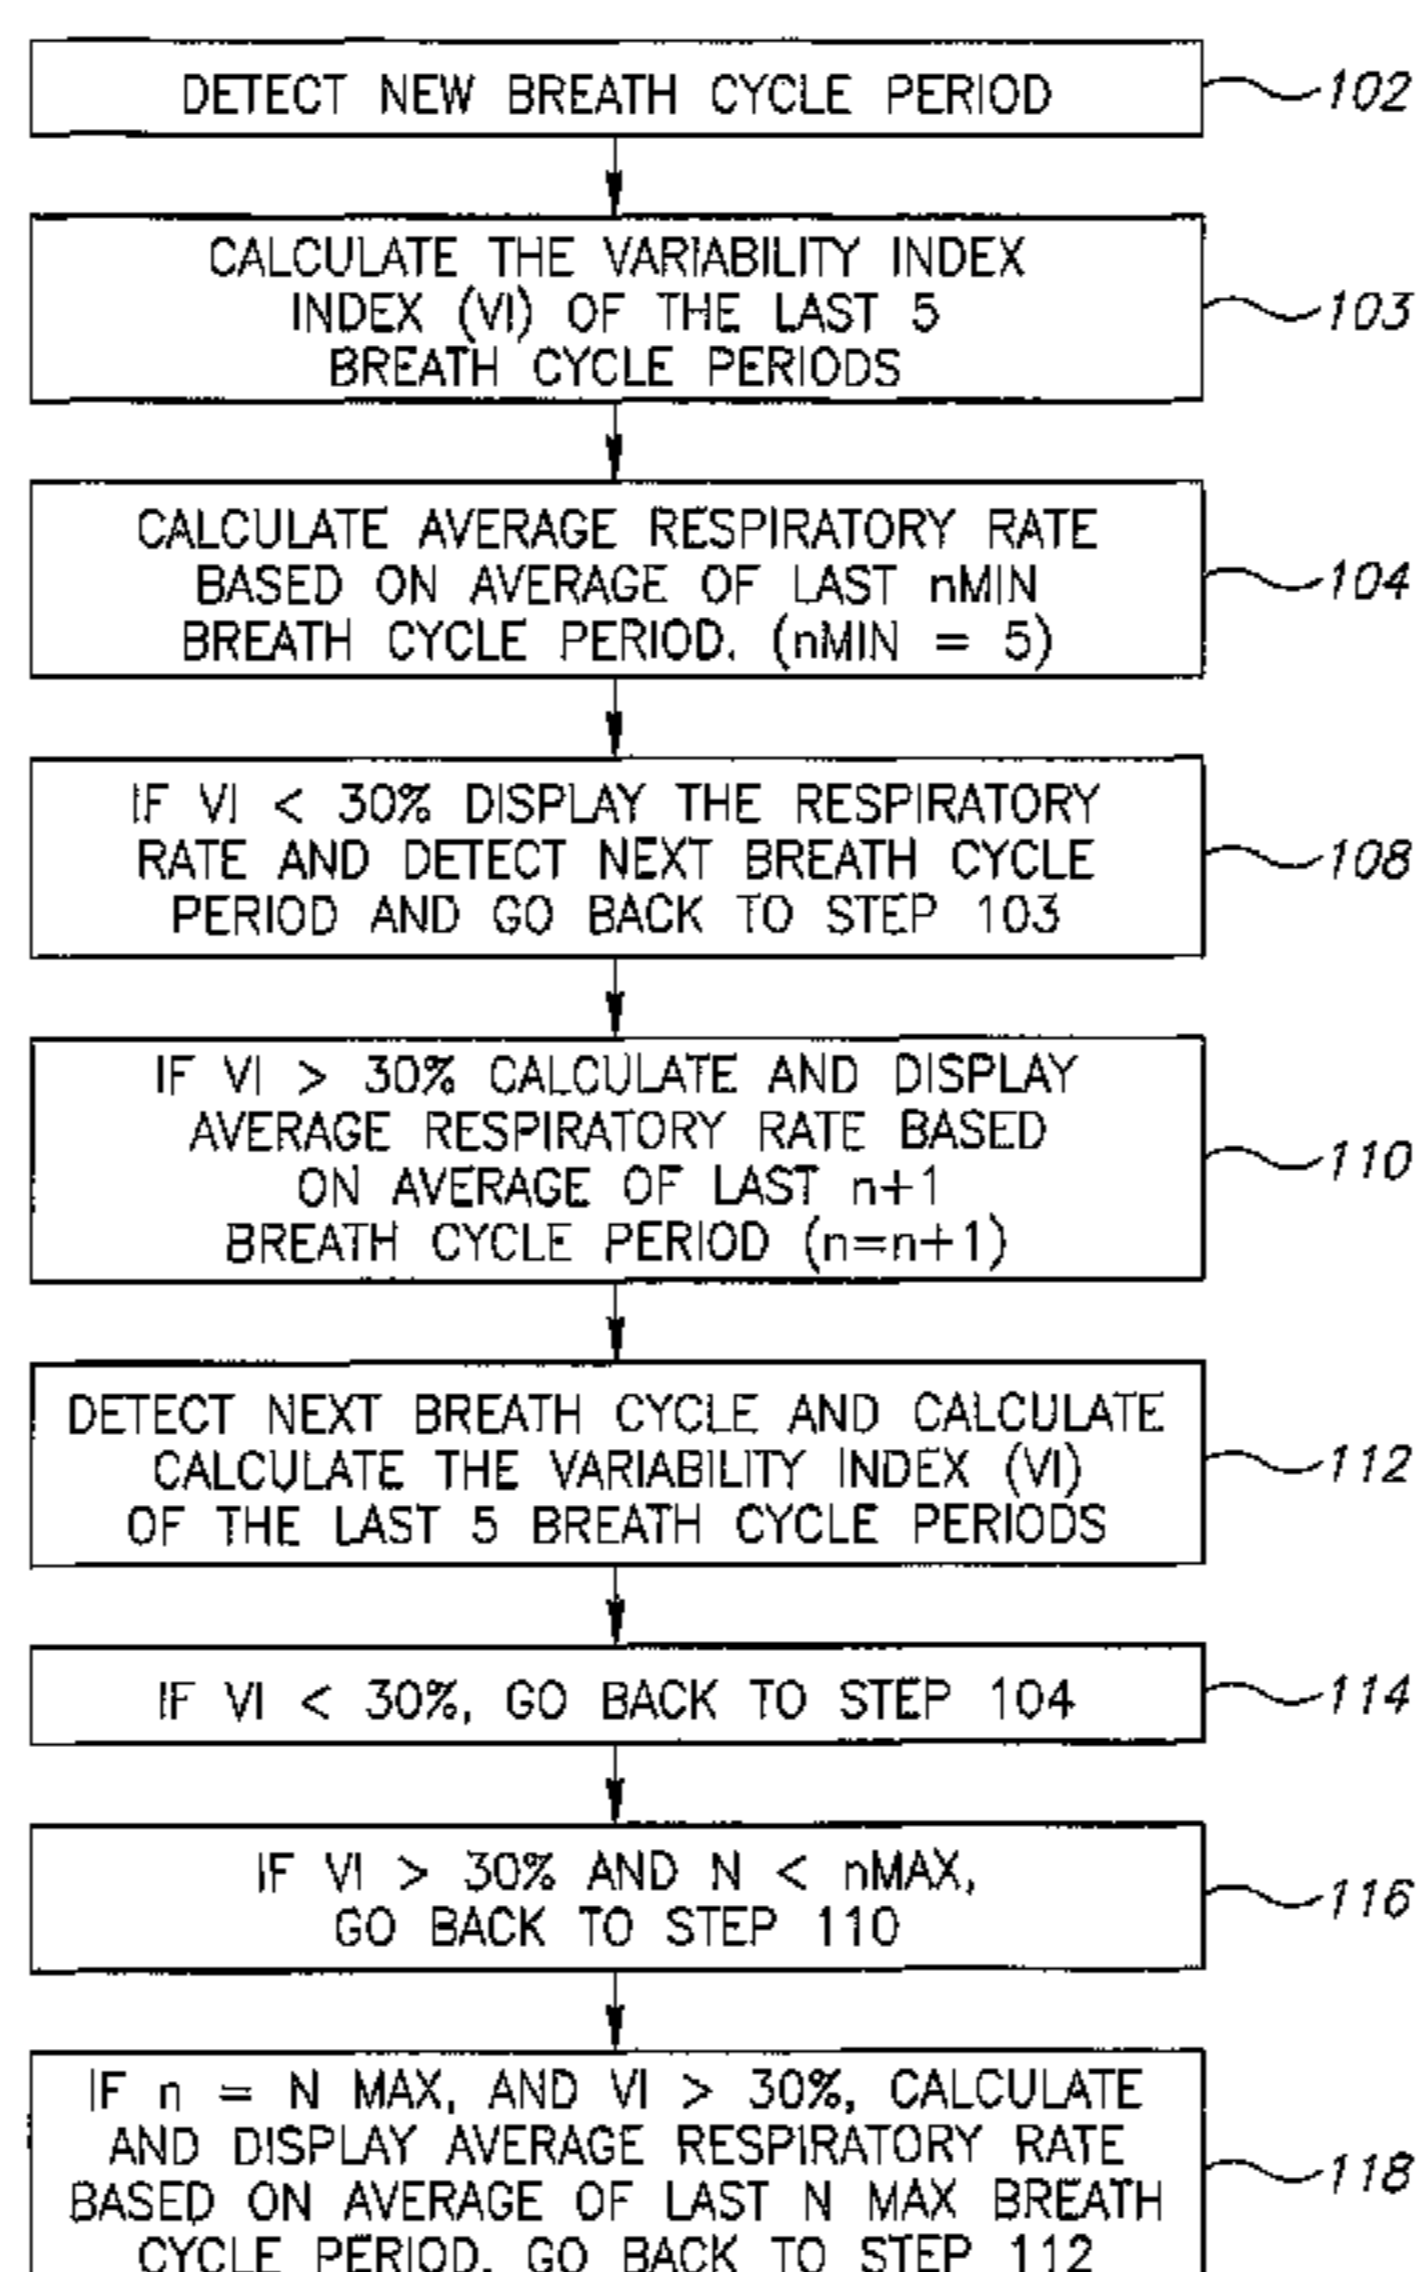 DETECT NEW BREATH CYCLE PERIOD
102
CALCULATE THE VARIABILITY INDEX
INDEX (VI) OF THE LAST 5
BREATH CYCLE PERIODS
103
CALCULATE AVERAGE RESPIRATORY RATE
BASED ON AVERAGE OF LAST nMIN
BREATH CYCLE PERIOD. (nMIN = 5)
104
IF VI < 30% DISPLAY THE RESPIRATORY
RATE AND DETECT NEXT BREATH CYCLE
PERIOD AND GO BACK TO STEP 103
108
IF VI > 30% CALCULATE AND DISPLAY
AVERAGE RESPIRATORY RATE BASED
ON AVERAGE OF LAST n+1
BREATH CYCLE PERIOD (n=n+1)
110
DETECT NEXT BREATH CYCLE AND CALCULATE
CALCULATE THE VARIABILITY INDEX (VI)
OF THE LAST 5 BREATH CYCLE PERIODS
112
IF VI < 30%, GO BACK TO STEP 104
114
IF VI > 30% AND N < nMAX,
GO BACK TO STEP 110
116
IF n = N MAX, AND VI > 30%, CALCULATE
AND DISPLAY AVERAGE RESPIRATORY RATE
BASED ON AVERAGE OF LAST N MAX BREATH
CYCLE PERIOD. GO BACK TO STEP 112
118